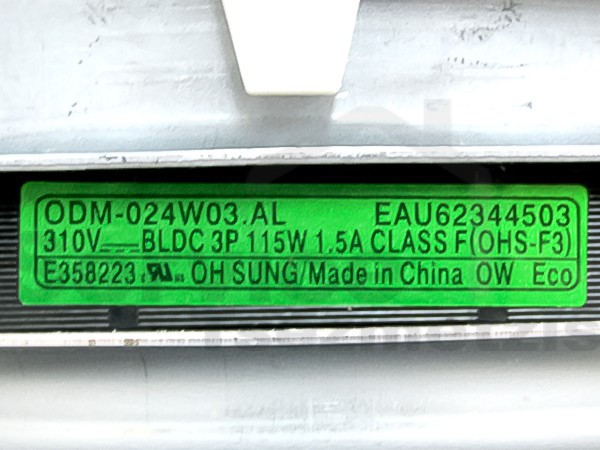 ODM-024W03.AL EAU62344503
310V⎓BLDC 3P 115W 1.5A CLASS F(OHS-F3)
E358223 OH SUNG/Made in China OW Eco